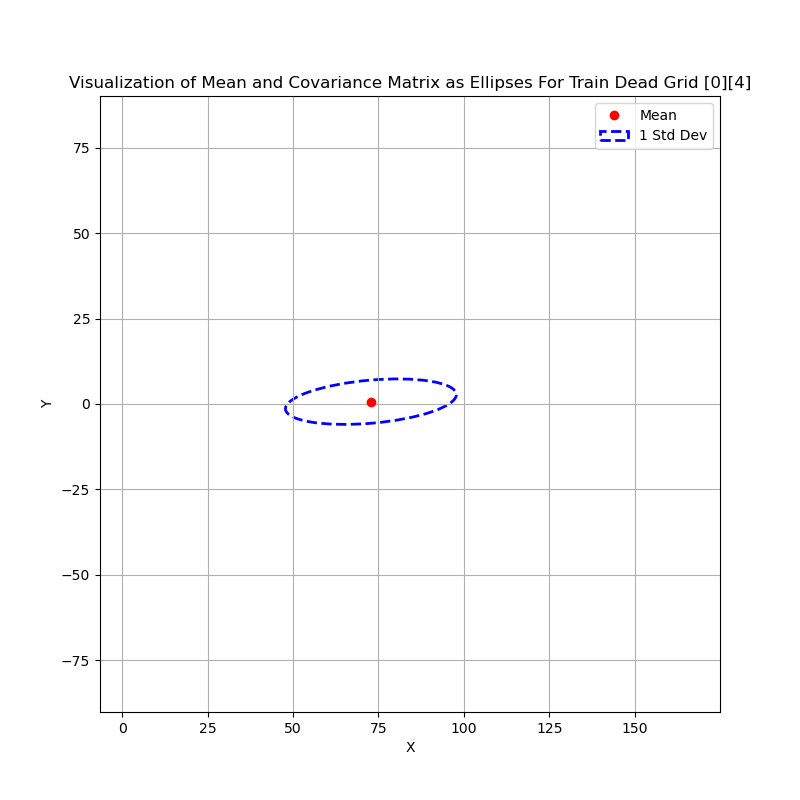 Visualization of Mean and Covariance Matrix as Ellipses For Train Dead Grid [0][4]
Mean
1 Std Dev
75
50
25
0
−25
−50
−75
Y
0
25
50
75
100
125
150
X